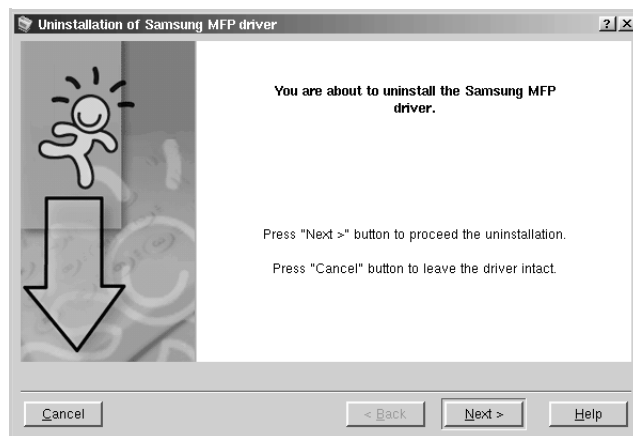 Uninstallation of Samsung MFP driver
You are about to uninstall the Samsung MFP
driver.
Press "Next >" button to proceed the uninstallation.
Press "Cancel" button to leave the driver intact.
Cancel
< Back
Next >
Help